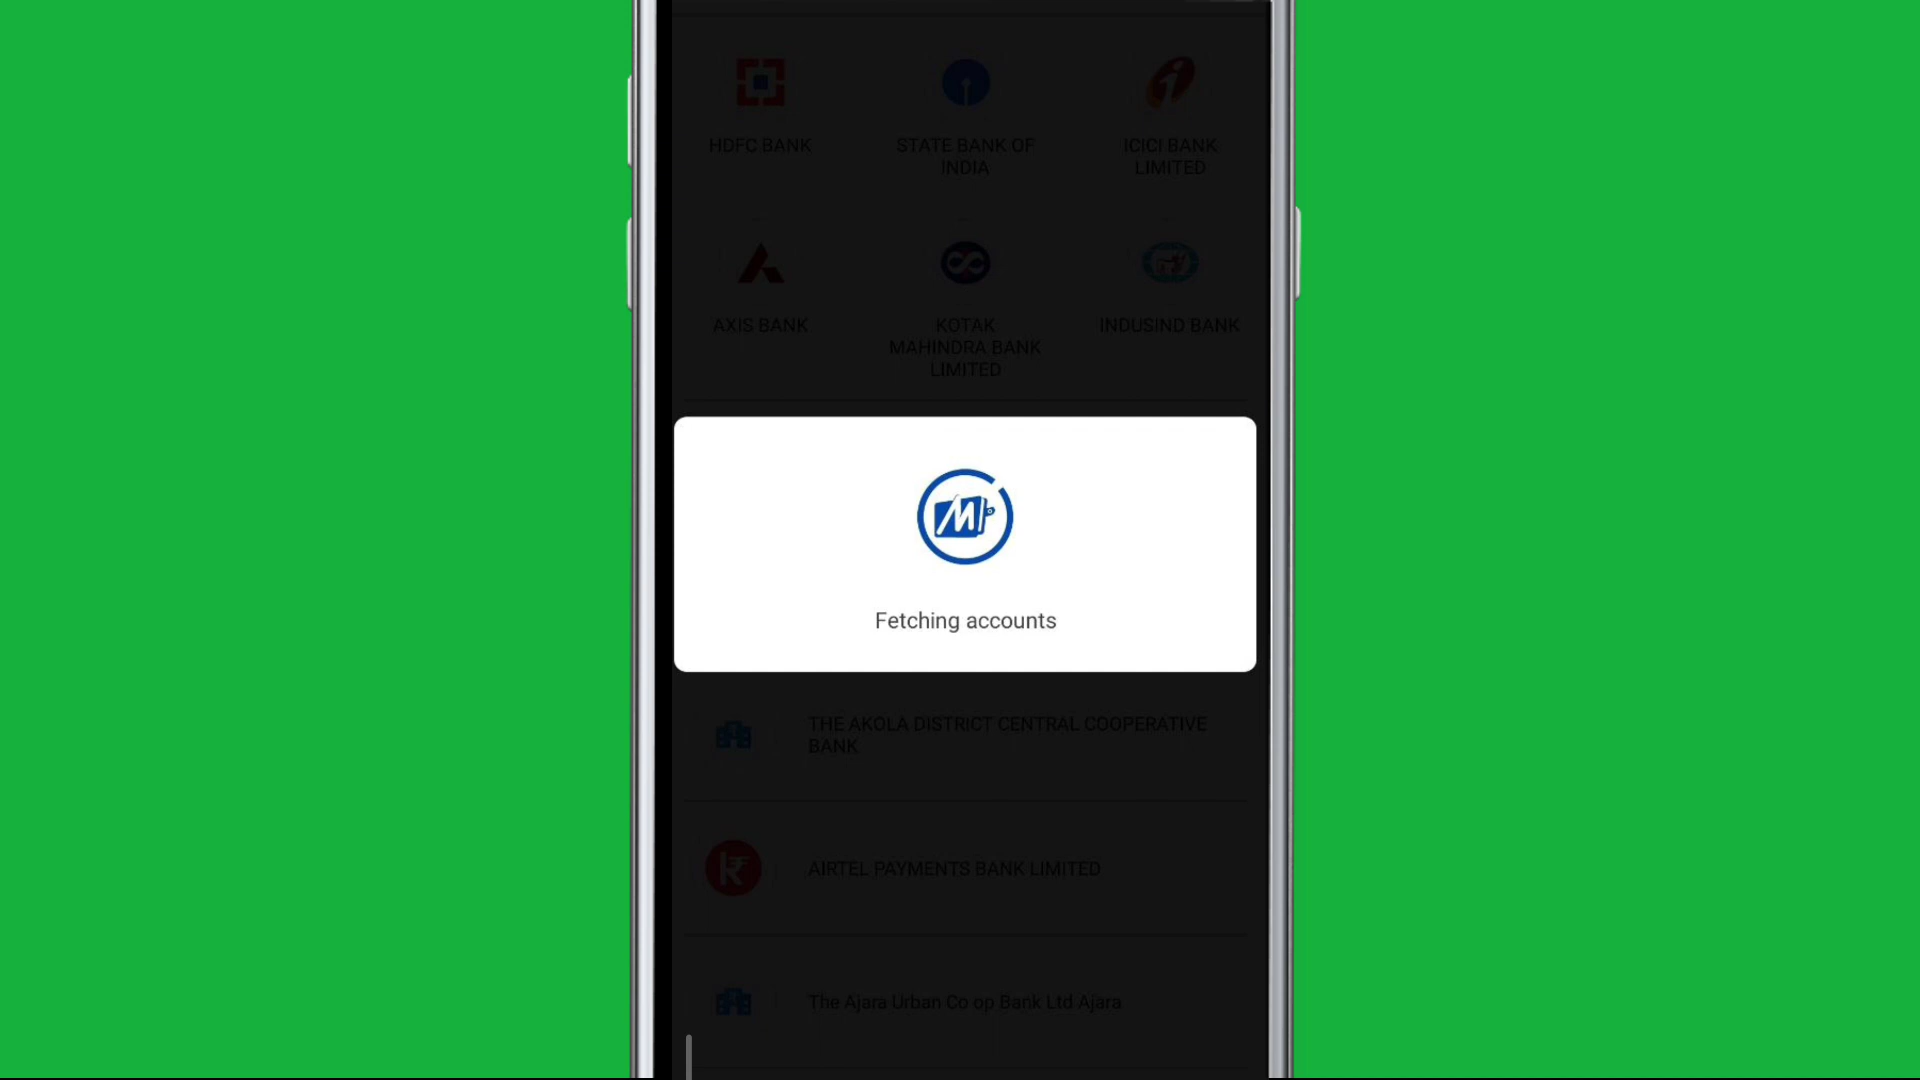 HDFC BANK
STATE BANK OF
INDIA
ICICI BANK
LIMITED
AXIS BANK
KOTAK
MAHINDRA BANK
LIMITED
INDUSIND BANK
Fetching accounts
THE AKOLA DISTRICT CENTRAL COOPERATIVE
BANK
AIRTEL PAYMENTS BANK LIMITED
The Ajara Urban Co op Bank Ltd Ajara